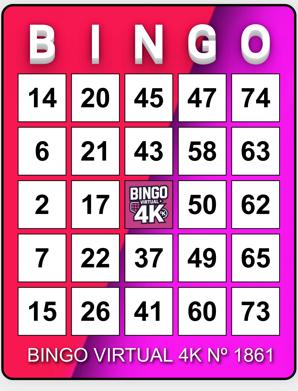 BINGO
14 20 45 47 74
6 21 43 58 63
2 17 BINGO VIRTUAL 4K 50 62
7 22 37 49 65
15 26 41 60 73
BINGO VIRTUAL 4K Nº 1861